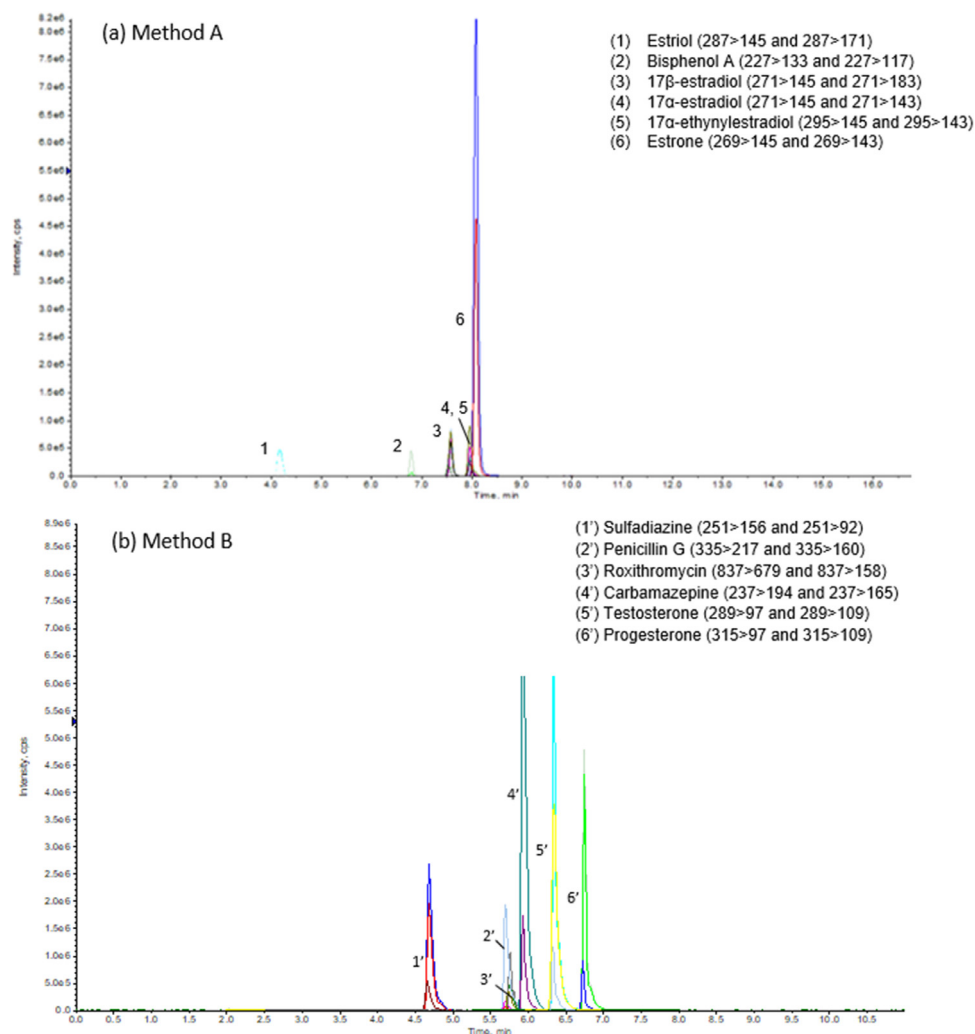 (a) Method A
(1) Estriol (287>145 and 287>171)
(2) Bisphenol A (227>133 and 227>117)
(3) 17β-estradiol (271>145 and 271>183)
(4) 17α-estradiol (271>145 and 271>143)
(5) 17α-ethynylestradiol (295>145 and 295>143)
(6) Estrone (269>145 and 269>143)
8.2e6
8.0e6
7.5e6
7.0e6
6.5e6
6.0e6
5.5e6
5.0e6
4.5e6
4.0e6
3.5e6
3.0e6
2.5e6
2.0e6
1.5e6
1.0e6
5.0e5
0.0
Intensity, cps
1
2
3
4, 5
6
0.0 1.0 2.0 3.0 4.0 5.0 6.0 7.0 8.0 9.0 10.0 11.0 12.0 13.0 14.0 15.0 16.0
Time, min
(b) Method B
(1’) Sulfadiazine (251>156 and 251>92)
(2’) Penicillin G (335>217 and 335>160)
(3’) Roxithromycin (837>679 and 837>158)
(4’) Carbamazepine (237>194 and 237>165)
(5’) Testosterone (289>97 and 289>109)
(6’) Progesterone (315>97 and 315>109)
8.9e6
8.5e6
8.0e6
7.5e6
7.0e6
6.5e6
6.0e6
5.5e6
5.0e6
4.5e6
4.0e6
3.5e6
3.0e6
2.5e6
2.0e6
1.5e6
1.0e6
5.0e5
0.0
Intensity, cps
1’
2’
3’
4’
5’
6’
0.0 0.5 1.0 1.5 2.0 2.5 3.0 3.5 4.0 4.5 5.0 5.5 6.0 6.5 7.0 7.5 8.0 8.5 9.0 9.5 10.0 10.5
Time, min